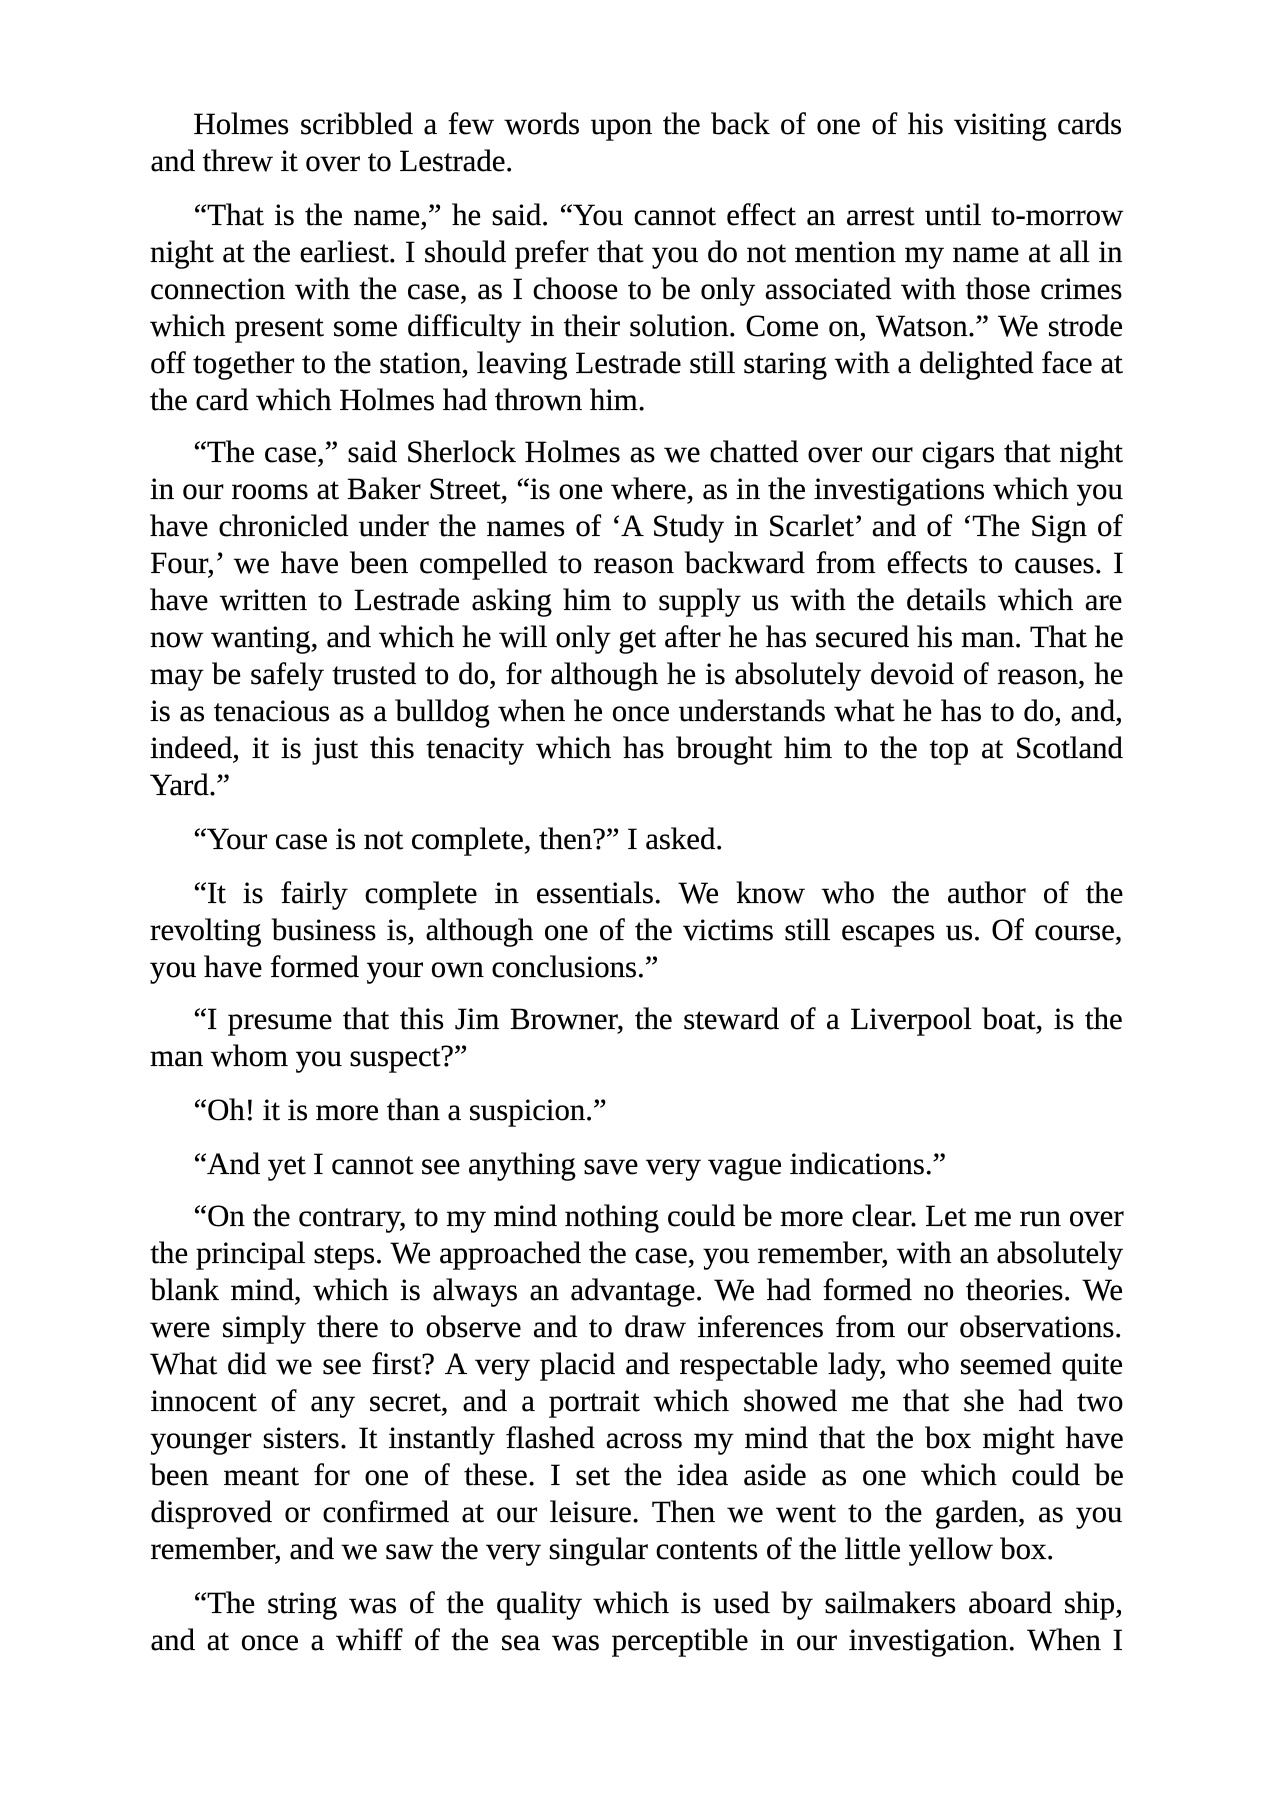 Holmes scribbled a few words upon the back of one of his visiting cards
and threw it over to Lestrade.
“That is the name,” he said. “You cannot effect an arrest until to-morrow
night at the earliest. I should prefer that you do not mention my name at all in
connection with the case, as I choose to be only associated with those crimes
which present some difficulty in their solution. Come on, Watson.” We strode
off together to the station, leaving Lestrade still staring with a delighted face at
the card which Holmes had thrown him.
“The case,” said Sherlock Holmes as we chatted over our cigars that night
in our rooms at Baker Street, “is one where, as in the investigations which you
have chronicled under the names of ‘A Study in Scarlet’ and of ‘The Sign of
Four,’ we have been compelled to reason backward from effects to causes. I
have written to Lestrade asking him to supply us with the details which are
now wanting, and which he will only get after he has secured his man. That he
may be safely trusted to do, for although he is absolutely devoid of reason, he
is as tenacious as a bulldog when he once understands what he has to do, and,
indeed, it is just this tenacity which has brought him to the top at Scotland
Yard.”
“Your case is not complete, then?” I asked.
“It is fairly complete in essentials. We know who the author of the
revolting business is, although one of the victims still escapes us. Of course,
you have formed your own conclusions.”
“I presume that this Jim Browner, the steward of a Liverpool boat, is the
man whom you suspect?”
“Oh! it is more than a suspicion.”
“And yet I cannot see anything save very vague indications.”
“On the contrary, to my mind nothing could be more clear. Let me run over
the principal steps. We approached the case, you remember, with an absolutely
blank mind, which is always an advantage. We had formed no theories. We
were simply there to observe and to draw inferences from our observations.
What did we see first? A very placid and respectable lady, who seemed quite
innocent of any secret, and a portrait which showed me that she had two
younger sisters. It instantly flashed across my mind that the box might have
been meant for one of these. I set the idea aside as one which could be
disproved or confirmed at our leisure. Then we went to the garden, as you
remember, and we saw the very singular contents of the little yellow box.
“The string was of the quality which is used by sailmakers aboard ship,
and at once a whiff of the sea was perceptible in our investigation. When I